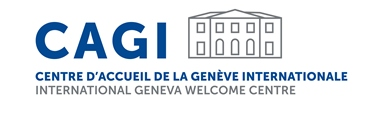 CAGI
CENTRE D'ACCUEIL DE LA GENÈVE INTERNATIONALE
INTERNATIONAL GENEVA WELCOME CENTRE